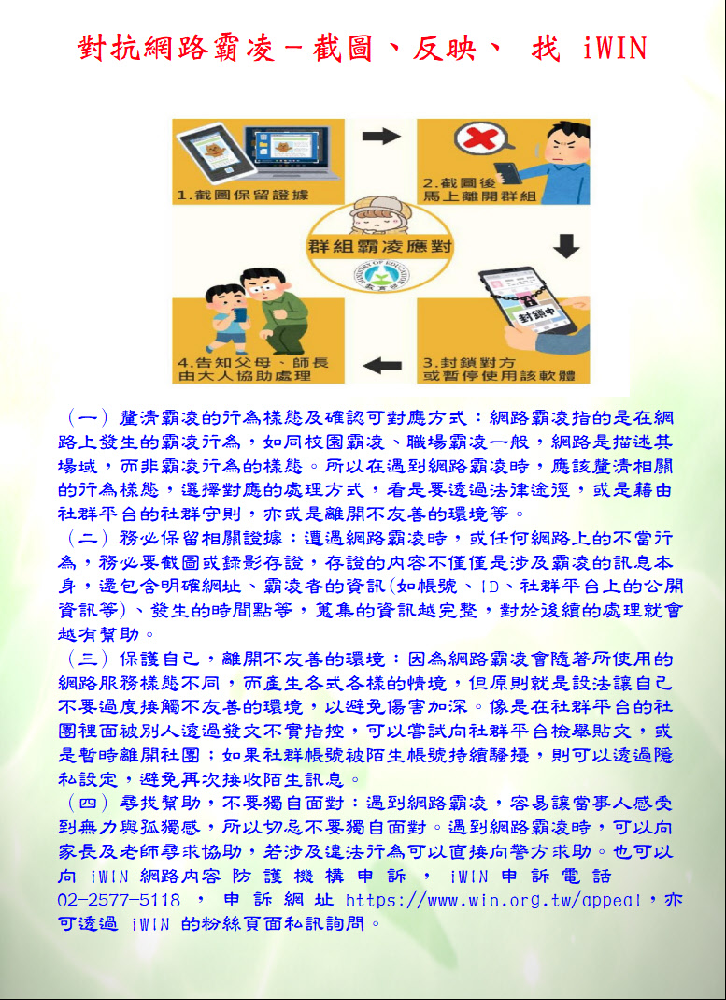 對抗網路霸凌－截圖、反映、 找 iWIN
1.截圖保留證據
2.截圖後
馬上離開群組
群組霸凌應對
MINISTRY OF EDUCATION
教育部
封鎖中
4.告知父母、師長
由大人協助處理
3.封鎖對方
或暫停使用該軟體
（一）釐清霸凌的行為樣態及確認可對應方式：網路霸凌指的是在網
路上發生的霸凌行為，如同校園霸凌、職場霸凌一般，網路是描述其
場域，而非霸凌行為的樣態。所以在遇到網路霸凌時，應該釐清相關
的行為樣態，選擇對應的處理方式，看是要透過法律途徑，或是藉由
社群平台的社群守則，亦或是離開不友善的環境等。
（二）務必保留相關證據：遭遇網路霸凌時，或任何網路上的不當行
為，務必要截圖或錄影存證，存證的內容不僅僅是涉及霸凌的訊息本
身，還包含明確網址、霸凌者的資訊(如帳號、ID、社群平台上的公開
資訊等)、發生的時間點等，蒐集的資訊越完整，對於後續的處理就會
越有幫助。
（三）保護自己，離開不友善的環境：因為網路霸凌會隨著所使用的
網路服務樣態不同，而產生各式各樣的情境，但原則就是設法讓自己
不要過度接觸不友善的環境，以避免傷害加深。像是在社群平台的社
團裡面被別人透過發文不實指控，可以嘗試向社群平台檢舉貼文，或
是暫時離開社團；如果社群帳號被陌生帳號持續騷擾，則可以透過隱
私設定，避免再次接收陌生訊息。
（四）尋找幫助，不要獨自面對：遇到網路霸凌，容易讓當事人感受
到無力與孤獨感，所以切忌不要獨自面對。遇到網路霸凌時，可以向
家長及老師尋求協助，若涉及違法行為可以直接向警方求助。也可以
向 iWIN 網路內容 防 護 機 構 申 訴 ， iWIN 申 訴 電 話
02-2577-5118 ， 申 訴 網 址 https://www.win.org.tw/appeal，亦
可透過 iWIN 的粉絲頁面私訊詢問。